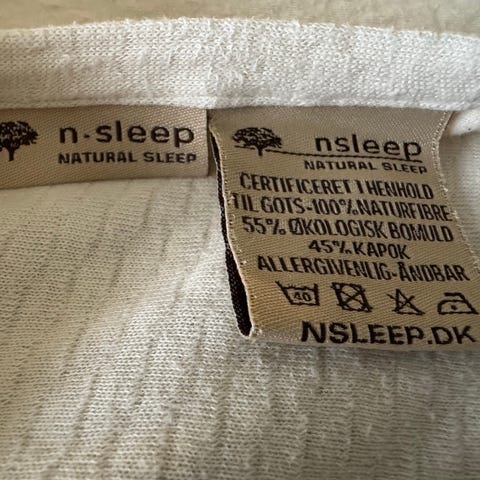 n·sleep
NATURAL SLEEP
nsleep
NATURAL SLEEP
CERTIFICERET I HENHOLD
TIL GOTS-100% NATURFIBRE
55% ØKOLOGISK BOMULD
45% KAPOK
ALLERGIVENLIG-ÅNDBAR
40
NSLEEP.DK